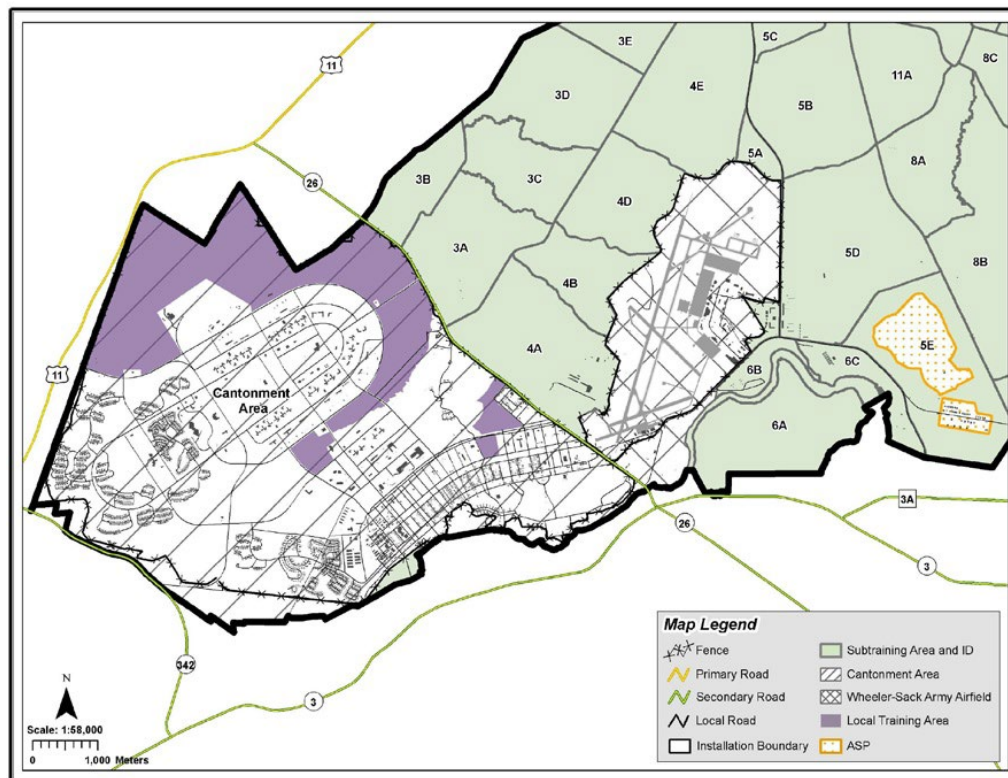 3E
5C
8C
11
3D
4E
11A
5B
26
3B
3C
5A
8A
4D
3A
5D
8B
4B
11
4A
5E
6B
6C
Cantonment
Area
6A
3A
26
3
342
3
N
Scale: 1:58,000
0 1,000 Meters
Map Legend
Fence
Primary Road
Secondary Road
Local Road
Installation Boundary
Subtraining Area and ID
Cantonment Area
Wheeler-Sack Army Airfield
Local Training Area
ASP